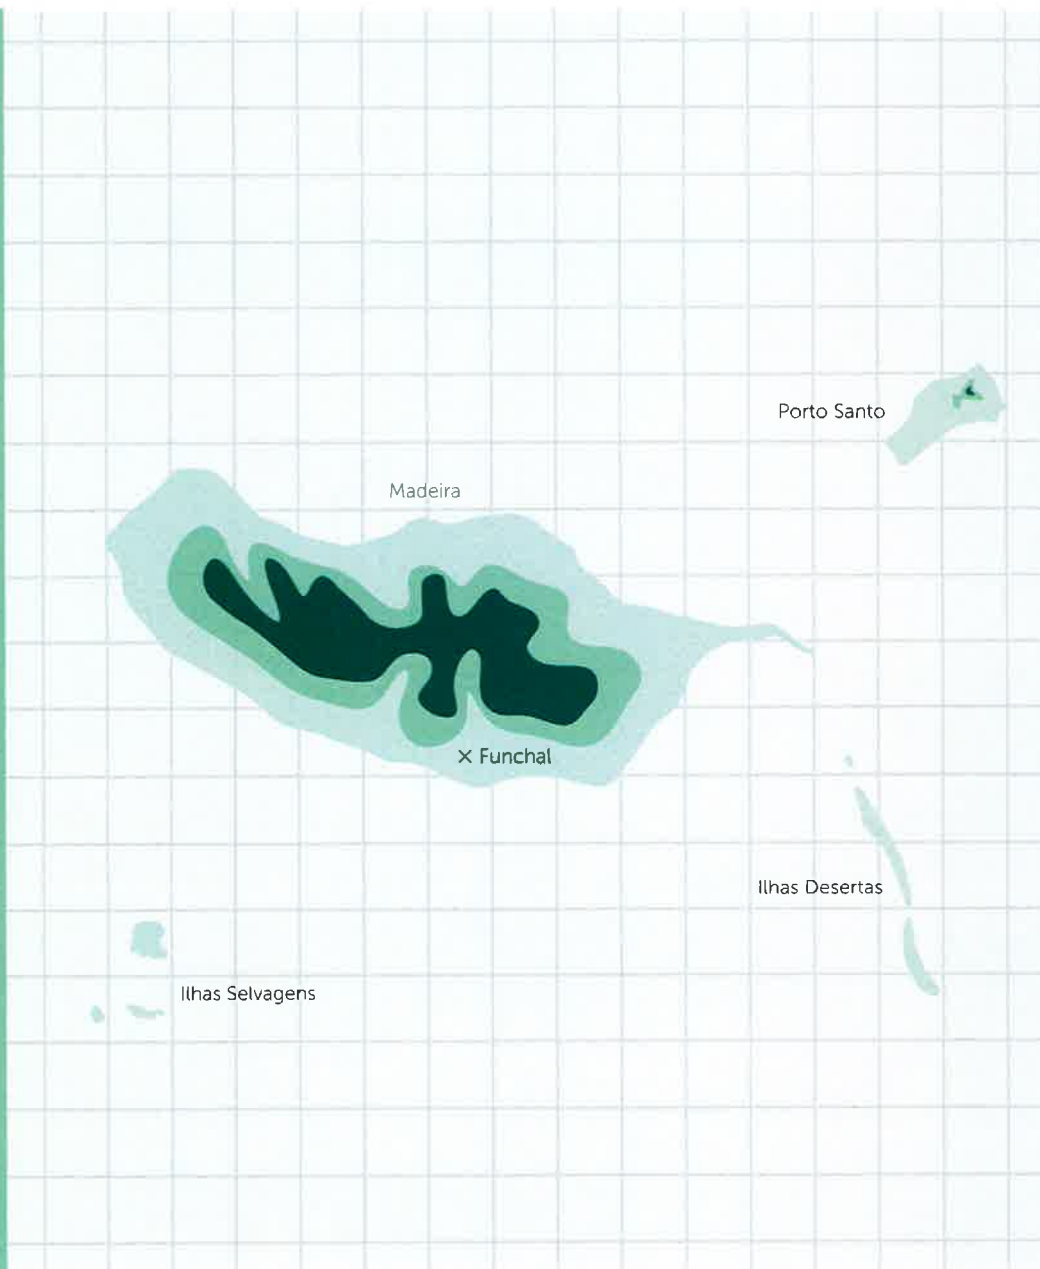 Porto Santo
Madeira
× Funchal
Ilhas Desertas
Ilhas Selvagens